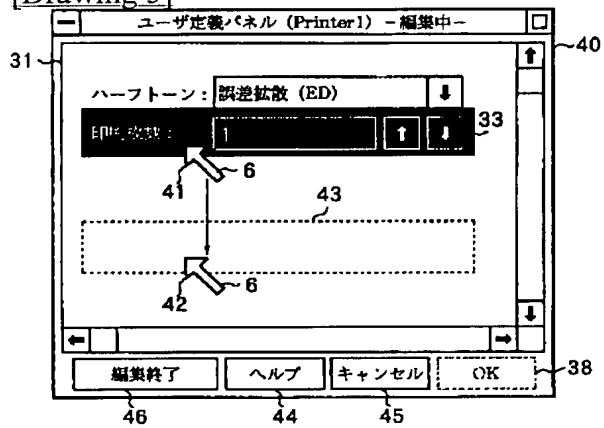 [Drawing 5]
ユーザ定義パネル (Printer1) -編集中-
40
31
ハーフトーン: 誤差拡散 (ED)
印刷枚数: 1
33
41
6
43
42
6
編集終了 ヘルプ キャンセル OK
38
46 44 45